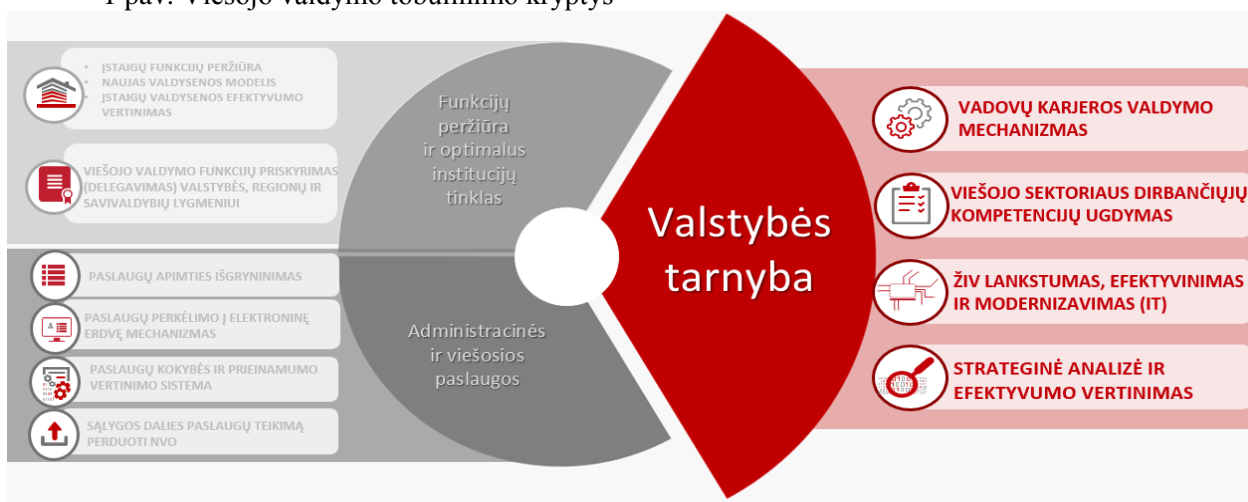 1 pav. Viešojo valdymo tobulinimo kryptys
• ĮSTAIGŲ FUNKCIJŲ PERŽIŪRA
• NAUJAS VALDYSENOS MODELIS
• ĮSTAIGŲ VALDYSENOS EFEKTYVUMO
VERTINIMAS
VIEŠOJO VALDYMO FUNKCIJŲ PRISKYRIMAS
(DELEGAVIMAS) VALSTYBĖS, REGIONŲ IR
SAVIVALDYBIŲ LYGMENIUI
PASLAUGŲ APIMTIES IŠGRYNINIMAS
PASLAUGŲ PERKĖLIMO Į ELEKTRONINĘ
ERDVĘ MECHANIZMAS
PASLAUGŲ KOKYBĖS IR PRIEINAMUMO
VERTINIMO SISTEMA
SĄLYGOS DALIES PASLAUGŲ TEIKIMĄ
PERDUOTI NVO
Funkcijų
peržiūra
ir optimalus
institucijų
tinklas
Administracinės
ir viešosios
paslaugos
Valstybės
tarnyba
VADOVŲ KARJEROS VALDYMO
MECHANIZMAS
VIEŠOJO SEKTORIAUS DIRBANČIŲJŲ
KOMPETENCIJŲ UGDYMAS
ŽIV LANKSTUMAS, EFEKTYVINIMAS
IR MODERNIZAVIMAS (IT)
STRATEGINĖ ANALIZĖ IR
EFEKTYVUMO VERTINIMAS